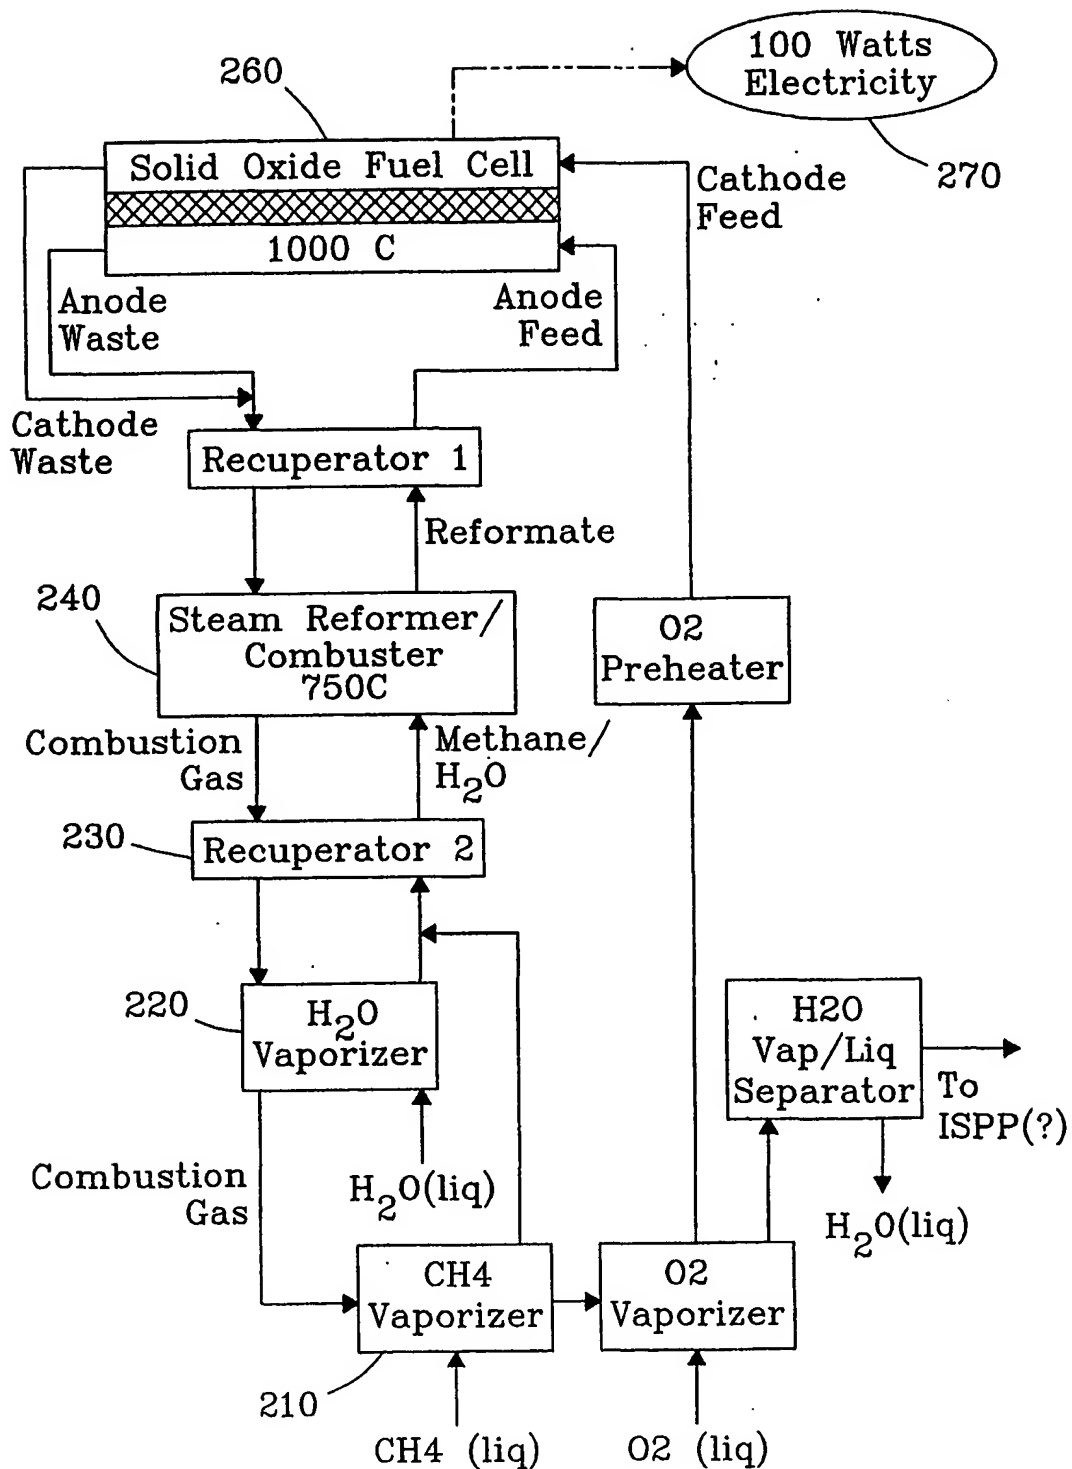 100 Watts
Electricity
260
Solid Oxide Fuel Cell
270
Cathode
Feed
1000 C
Anode
Waste
Anode
Feed
Cathode
Waste
Recuperator 1
Reformate
240
Steam Reformer/
Combuster
750C
O2
Preheater
Combustion
Gas
Methane/
H2O
230
Recuperator 2
220
H2O
Vaporizer
H2O
Vap/Liq
Separator
To
ISPP(?)
Combustion
Gas
H2O(liq)
H2O(liq)
CH4
Vaporizer
O2
Vaporizer
210
CH4 (liq)
O2 (liq)